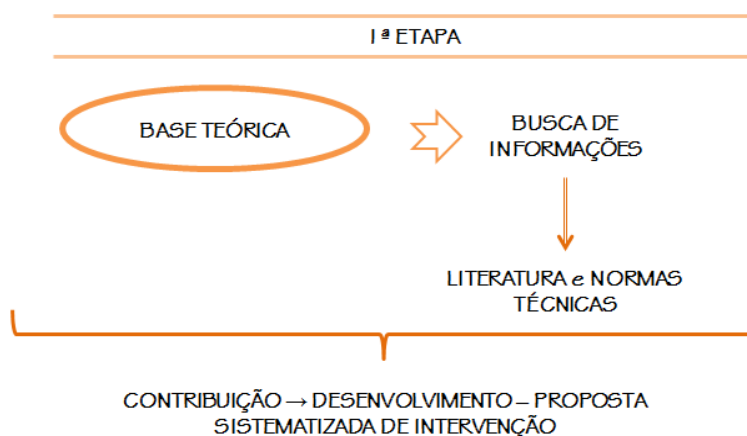 1ª ETAPA
BASE TEÓRICA
BUSCA DE
INFORMAÇÕES
LITERATURA e NORMAS
TÉCNICAS
CONTRIBUIÇÃO → DESENVOLVIMENTO – PROPOSTA
SISTEMATIZADA DE INTERVENÇÃO